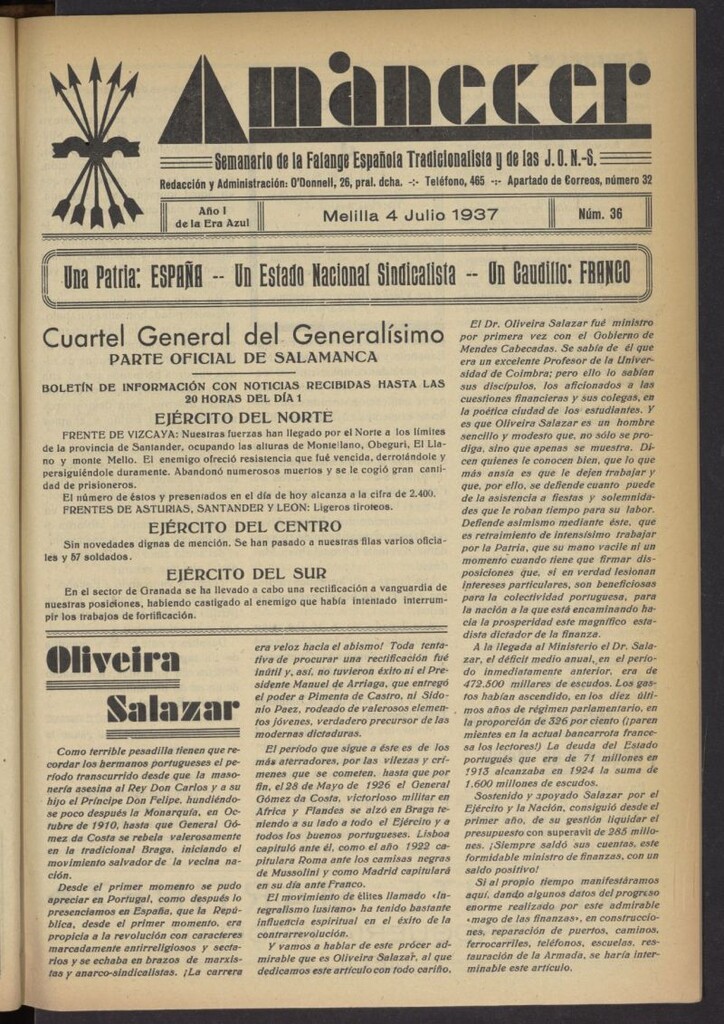 Amanecer
Semanario de la Falange Española Tradicionalista y de las J. O. N.-S.
Redacción y Administración: O'Donnell, 26, pral. dcha. -:- Teléfono, 465 -:- Apartado de Correos, número 32
Año I
de la Era Azul
Melilla 4 Julio 1937
Núm. 36
Una Patria: ESPAÑA -- Un Estado Nacional Sindicalista -- Un Caudillo: FRANCO
Cuartel General del Generalísimo
PARTE OFICIAL DE SALAMANCA
BOLETÍN DE INFORMACIÓN CON NOTICIAS RECIBIDAS HASTA LAS
20 HORAS DEL DÍA 1
EJÉRCITO DEL NORTE
FRENTE DE VIZCAYA: Nuestras fuerzas han llegado por el Norte a los límites
de la provincia de Santander, ocupando las alturas de Montellano, Obeguri, El Lla-
no y monte Mello. El enemigo ofreció resistencia que fué vencida, derrotándole y
persiguiéndole duramente. Abandonó numerosos muertos y se le cogió gran canti-
dad de prisioneros.
El número de éstos y presentados en el día de hoy alcanza a la cifra de 2.400.
FRENTES DE ASTURIAS, SANTANDER Y LEON: Ligeros tiroteos.
EJÉRCITO DEL CENTRO
Sin novedades dignas de mención. Se han pasado a nuestras filas varios oficia-
les y 57 soldados.
EJÉRCITO DEL SUR
En el sector de Granada se ha llevado a cabo una rectificación a vanguardia de
nuestras posiciones, habiendo castigado al enemigo que había intentado interrum-
pir los trabajos de fortificación.
Oliveira
Salazar
Como terrible pesadilla tienen que re-
cordar los hermanos portugueses el pe-
ríodo transcurrido desde que la maso-
nería asesina al Rey Don Carlos y a su
hijo el Príncipe Don Felipe, hundiéndo-
se poco después la Monarquía, en Oc-
tubre de 1910, hasta que General Gó-
mez da Costa se rebela valerosamente
en la tradicional Braga, iniciando el
movimiento salvador de la vecina na-
ción.
Desde el primer momento se pudo
apreciar en Portugal, como después lo
presenciamos en España, que la Repú-
blica, desde el primer momento, era
propicia a la revolución con caracteres
marcadamente antirreligiosos y secta-
rios y se echaba en brazos de marxis-
tas y anarco-sindicalistas. ¡La carrera
era veloz hacia el abismo! Toda tenta-
tiva de procurar una rectificación fué
inútil y, así, no tuvieron éxito ni el Pre-
sidente Manuel de Arriaga, que entregó
el poder a Pimenta de Castro, ni Sido-
nio Paez, rodeado de valerosos elemen-
tos jóvenes, verdadero precursor de las
modernas dictaduras.
El período que sigue a éste es de los
más aterradores, por las vilezas y crí-
menes que se cometen, hasta que por
fin, el 28 de Mayo de 1926 el General
Gómez da Costa, victorioso militar en
Africa y Flandes se alzó en Braga te-
niendo a su lado a todo el Ejército y a
todos los buenos portugueses. Lisboa
capituló ante él, como el año 1922 ca-
pitulara Roma ante los camisas negras
de Mussolini y como Madrid capitulará
en su día ante Franco.
El movimiento de élites llamado «In-
tegralismo lusitano» ha tenido bastante
influencia espiritual en el éxito de la
contrarrevolución.
Y vamos a hablar de este prócer ad-
mirable que es Oliveira Salazar, al que
dedicamos este artículo con todo cariño.
El Dr. Oliveira Salazar fué ministro
por primera vez con el Gobierno de
Mendes Cabecadas. Se sabía de él que
era un excelente Profesor de la Univer-
sidad de Coimbra; pero ello lo sabían
sus discípulos, los aficionados a las
cuestiones financieras y sus colegas, en
la poética ciudad de los estudiantes. Y
es que Oliveira Salazar es un hombre
sencillo y modesto que, no sólo se pro-
diga, sino que apenas se muestra. Di-
cen quienes le conocen bien, que lo que
más ansía es que le dejen trabajar y
que, por ello, se defiende cuanto puede
de la asistencia a fiestas y solemnida-
des que le roban tiempo para su labor.
Defiende asimismo mediante éste, que
es retraimiento de intensísimo trabajar
por la Patria, que su mano vacile ni un
momento cuando tiene que firmar dis-
posiciones que, si en verdad lesionan
intereses particulares, son beneficiosas
para la colectividad portuguesa, para
la nación a la que está encaminando ha-
cia la prosperidad este magnífico esta-
dista dictador de la finanza.
A la llegada al Ministerio el Dr. Sala-
zar, el déficit medio anual, en el perío-
do inmediatamente anterior, era de
472.500 millares de escudos. Los gas-
tos habían ascendido, en los diez últi-
mos años de régimen parlamentario, en
la proporción de 326 por ciento (¡paren
mientes en la actual bancarrota france-
sa los lectores!) La deuda del Estado
portugués que era de 71 millones en
1913 alcanzaba en 1924 la suma de
1.600 millones de escudos.
Sostenido y apoyado Salazar por el
Ejército y la Nación, consiguió desde el
primer año, de su gestión liquidar el
presupuesto con superavit de 285 millo-
nes. ¡Siempre saldó sus cuentas, este
formidable ministro de finanzas, con un
saldo positivo!
Si al propio tiempo manifestáramos
aquí, dando algunos datos del progreso
enorme realizado por este admirable
«mago de las finanzas», en construccio-
nes, reparación de puertos, caminos,
ferrocarriles, teléfonos, escuelas, res-
tauración de la Armada, se haría inter-
minable este artículo.